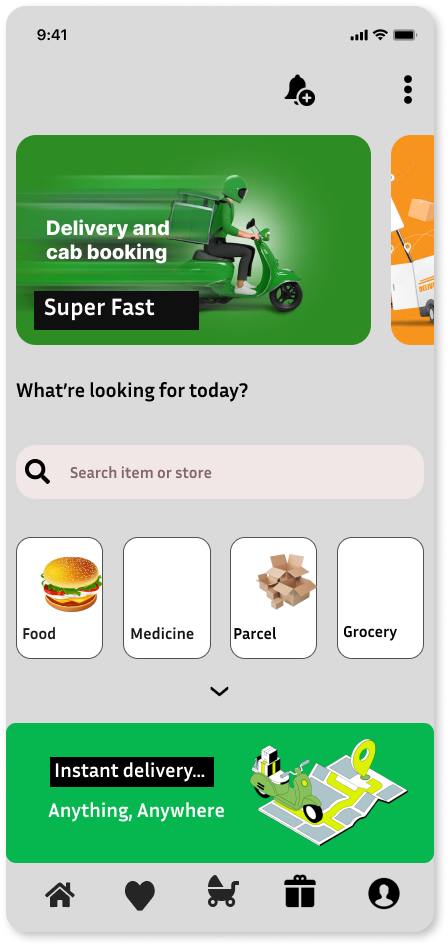 9:41
Delivery and
cab booking
Super Fast
What're looking for today?
Search item or store
Food
Medicine
Parcel
Grocery
Instant delivery...
Anything, Anywhere